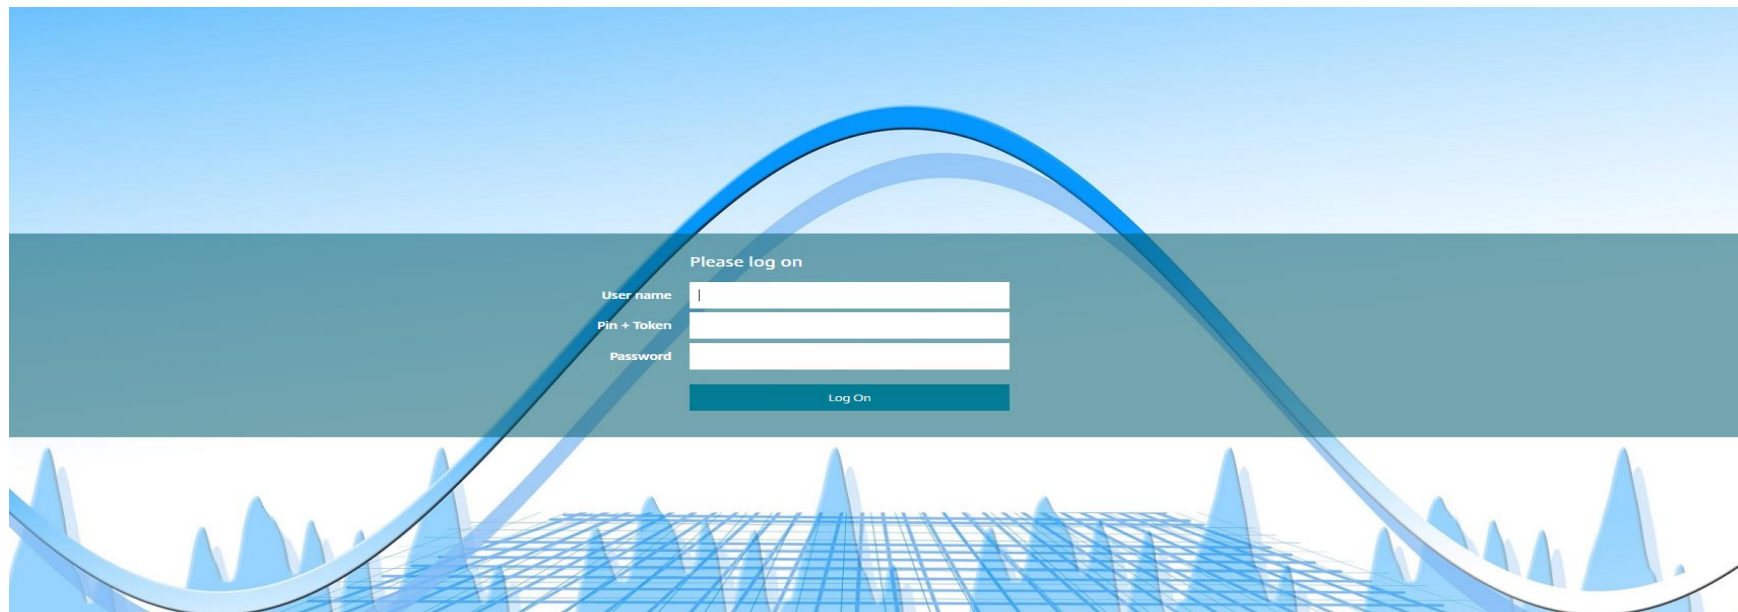 Please log on
User name
Pin + Token
Password
Log On